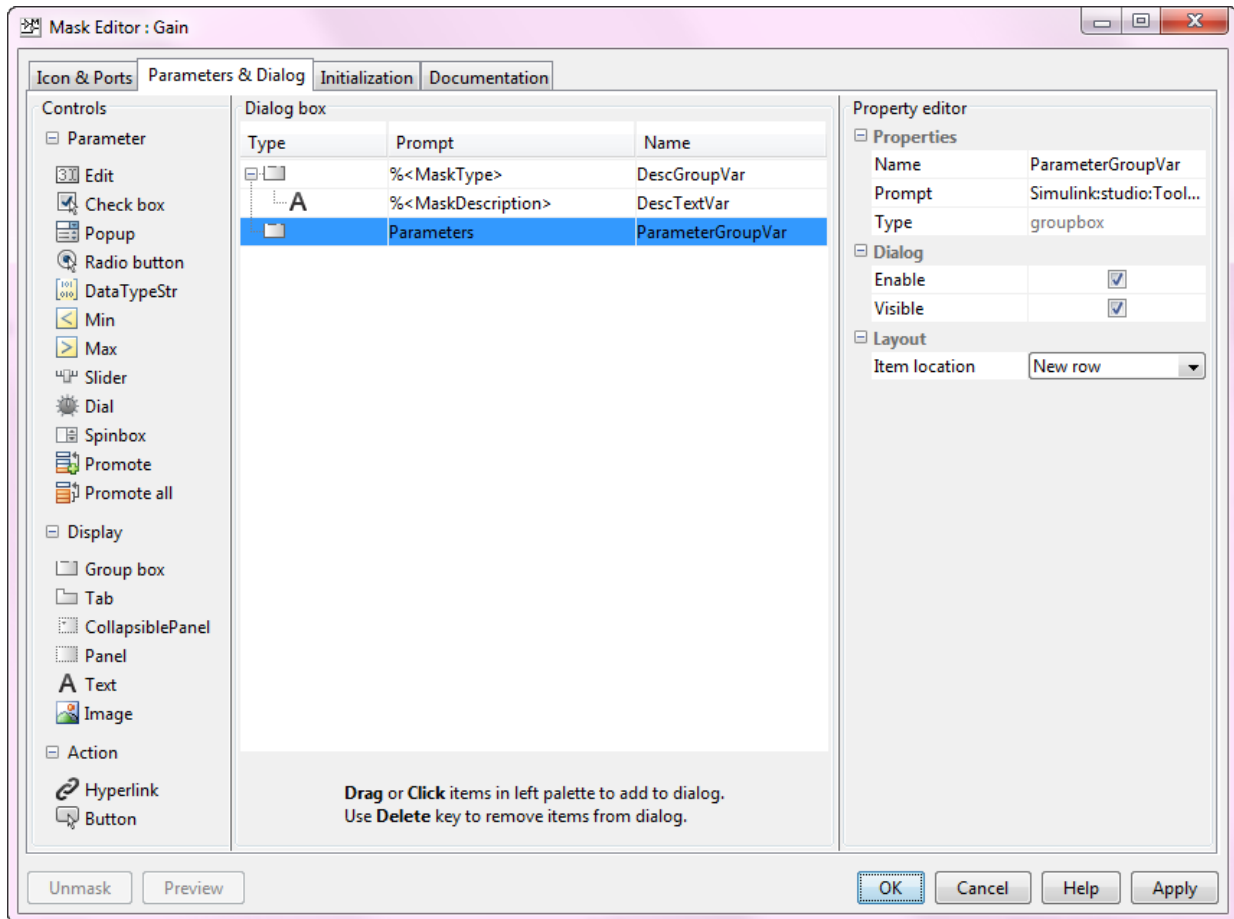 Mask Editor : Gain
Icon & Ports Parameters & Dialog Initialization Documentation
Controls
Parameter
Edit
Check box
Popup
Radio button
DataTypeStr
Min
Max
Slider
Dial
Spinbox
Promote
Promote all
Display
Group box
Tab
CollapsiblePanel
Panel
A Text
Image
Action
Hyperlink
Button
Dialog box
Type Prompt Name
%<MaskType> DescGroupVar
A %<MaskDescription> DescTextVar
Parameters ParameterGroupVar
Drag or Click items in left palette to add to dialog.
Use Delete key to remove items from dialog.
Property editor
Properties
Name ParameterGroupVar
Prompt Simulink:studio:Tool...
Type groupbox
Dialog
Enable
Visible
Layout
Item location New row
Unmask Preview OK Cancel Help Apply